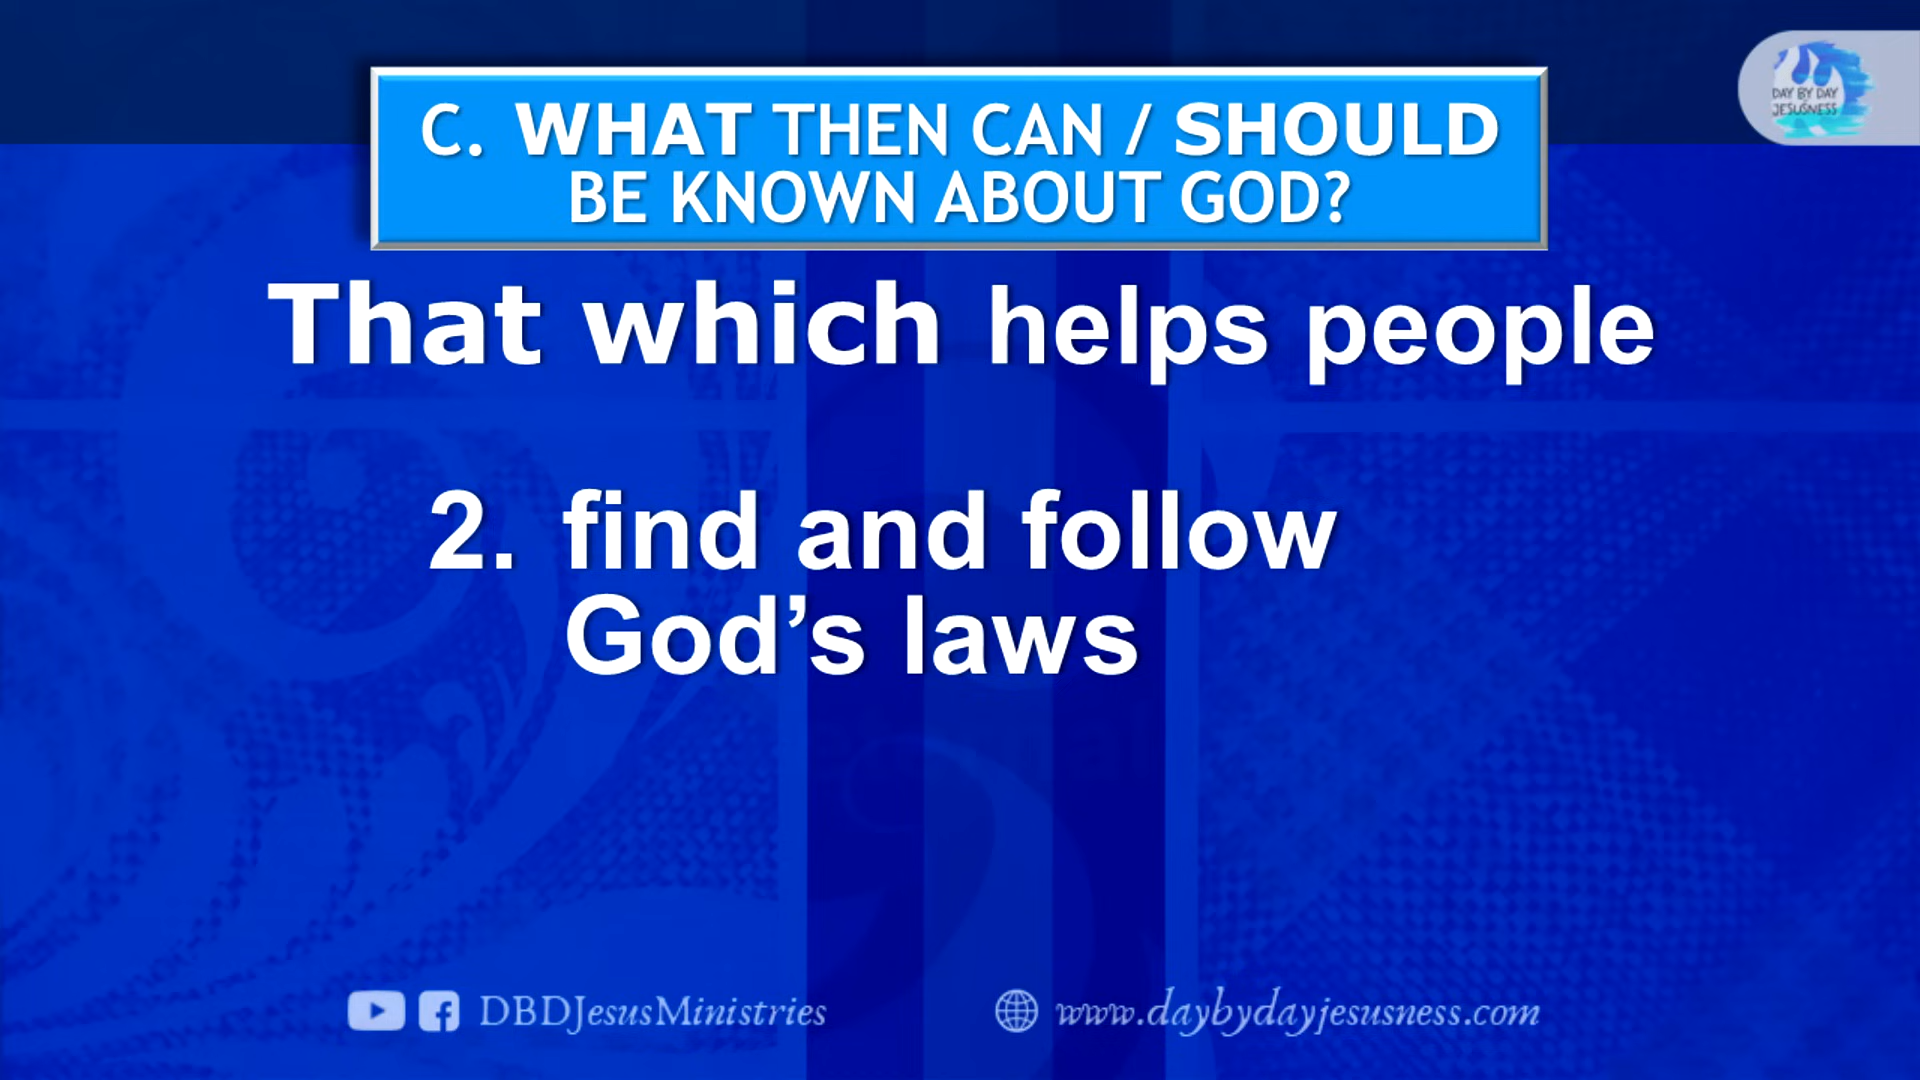 DAY BY DAY
JESUSNESS
C. WHAT THEN CAN / SHOULD
BE KNOWN ABOUT GOD?
That which helps people
2. find and follow
God’s laws
DBDJesusMinistries
www.daybydayjesusness.com